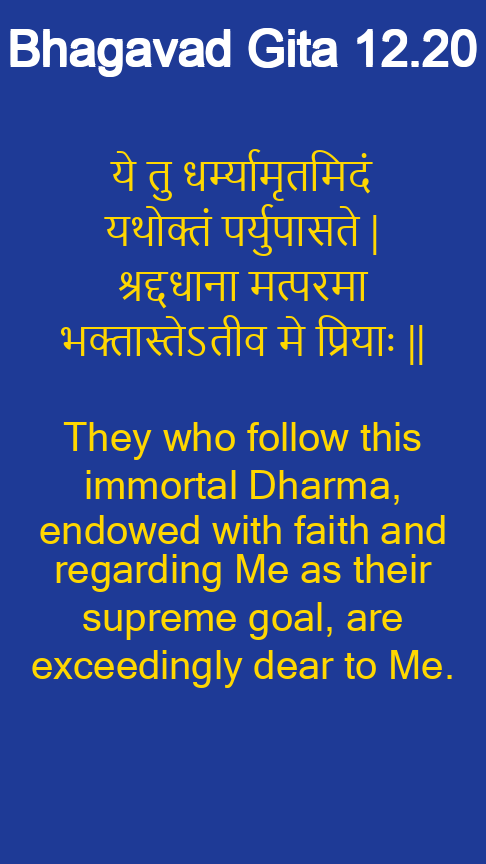 Bhagavad Gita 12.20
ये तु धर्म्यामृतमिदं
यथोक्तं पर्युपासते |
श्रद्दधाना मत्परमा
भक्तास्तेऽतीव मे प्रियाः ||
They who follow this
immortal Dharma,
endowed with faith and
regarding Me as their
supreme goal, are
exceedingly dear to Me.